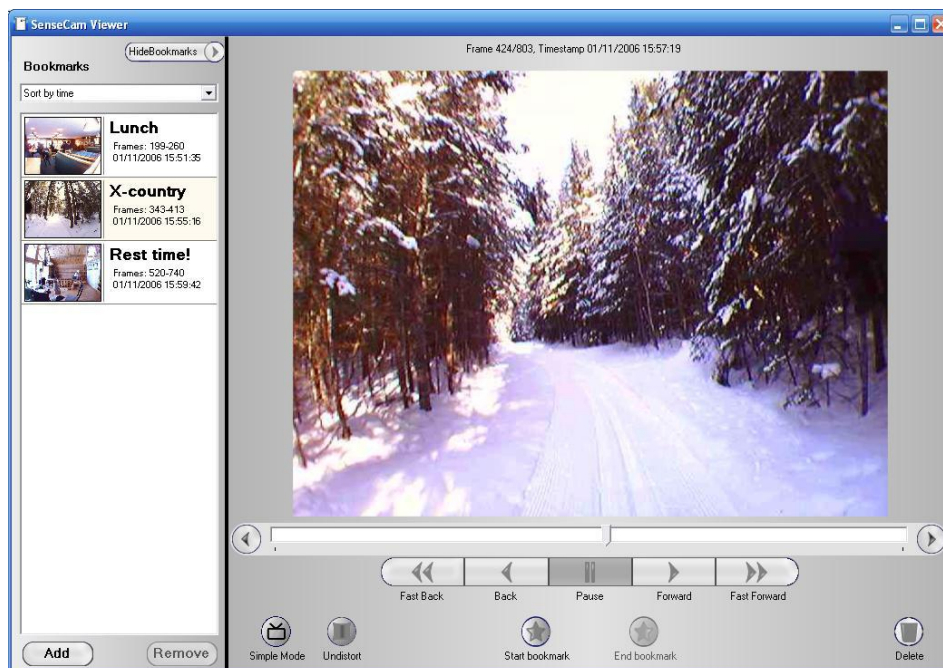 SenseCam Viewer
HideBookmarks
Bookmarks
Sort by time
Lunch
Frames: 199-260
01/11/2006 15:51:35
X-country
Frames: 343-413
01/11/2006 15:55:16
Rest time!
Frames: 520-740
01/11/2006 15:59:42
Add
Remove
Frame 424/803, Timestamp 01/11/2006 15:57:19
Fast Back
Back
Pause
Forward
Fast Forward
Simple Mode
Undistort
Start bookmark
End bookmark
Delete